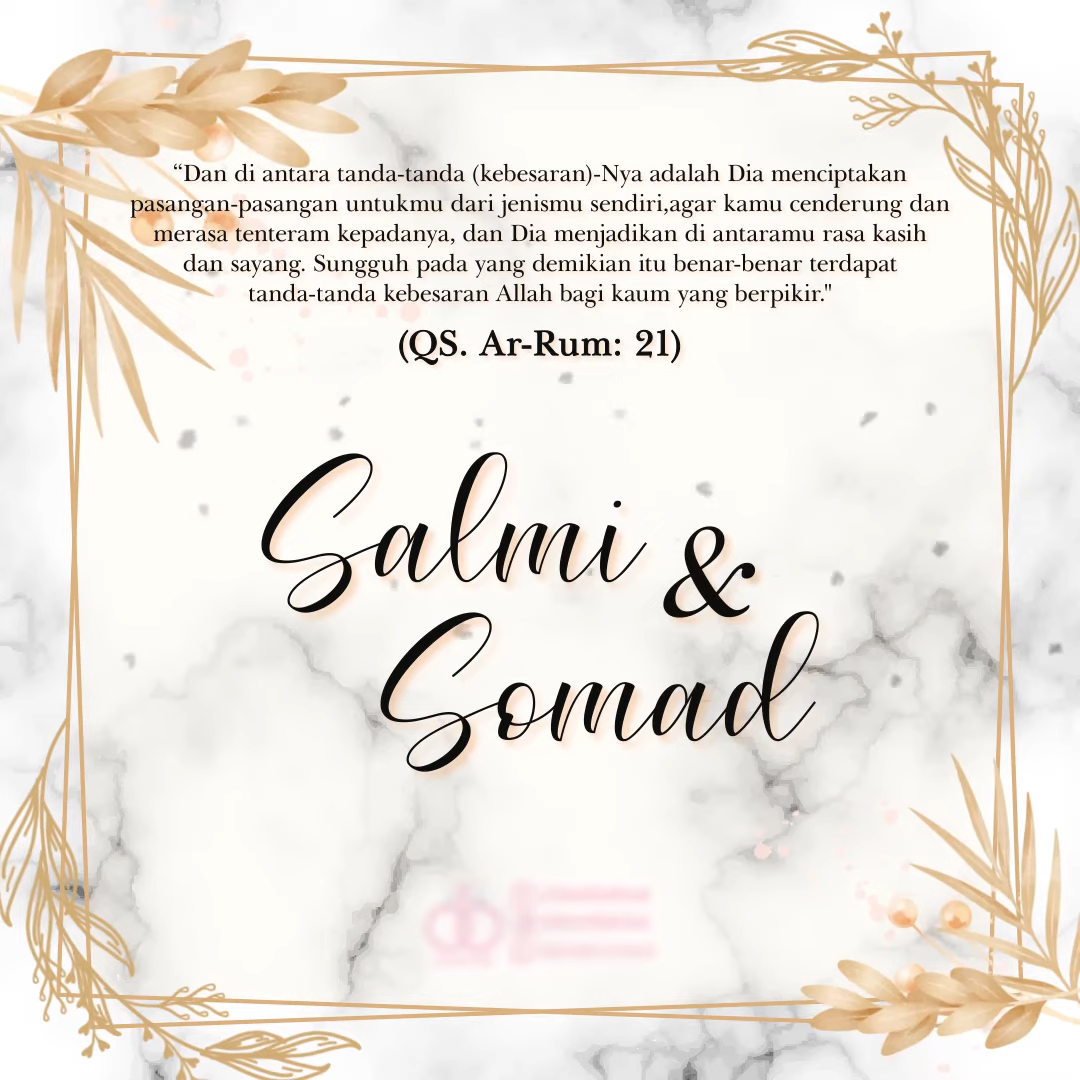 “Dan di antara tanda-tanda (kebesaran)-Nya adalah Dia menciptakan
pasangan-pasangan untukmu dari jenismu sendiri,agar kamu cenderung dan
merasa tenteram kepadanya, dan Dia menjadikan di antaramu rasa kasih
dan sayang. Sungguh pada yang demikian itu benar-benar terdapat
tanda-tanda kebesaran Allah bagi kaum yang berpikir."
(QS. Ar-Rum: 21)
Salmi &
Somad